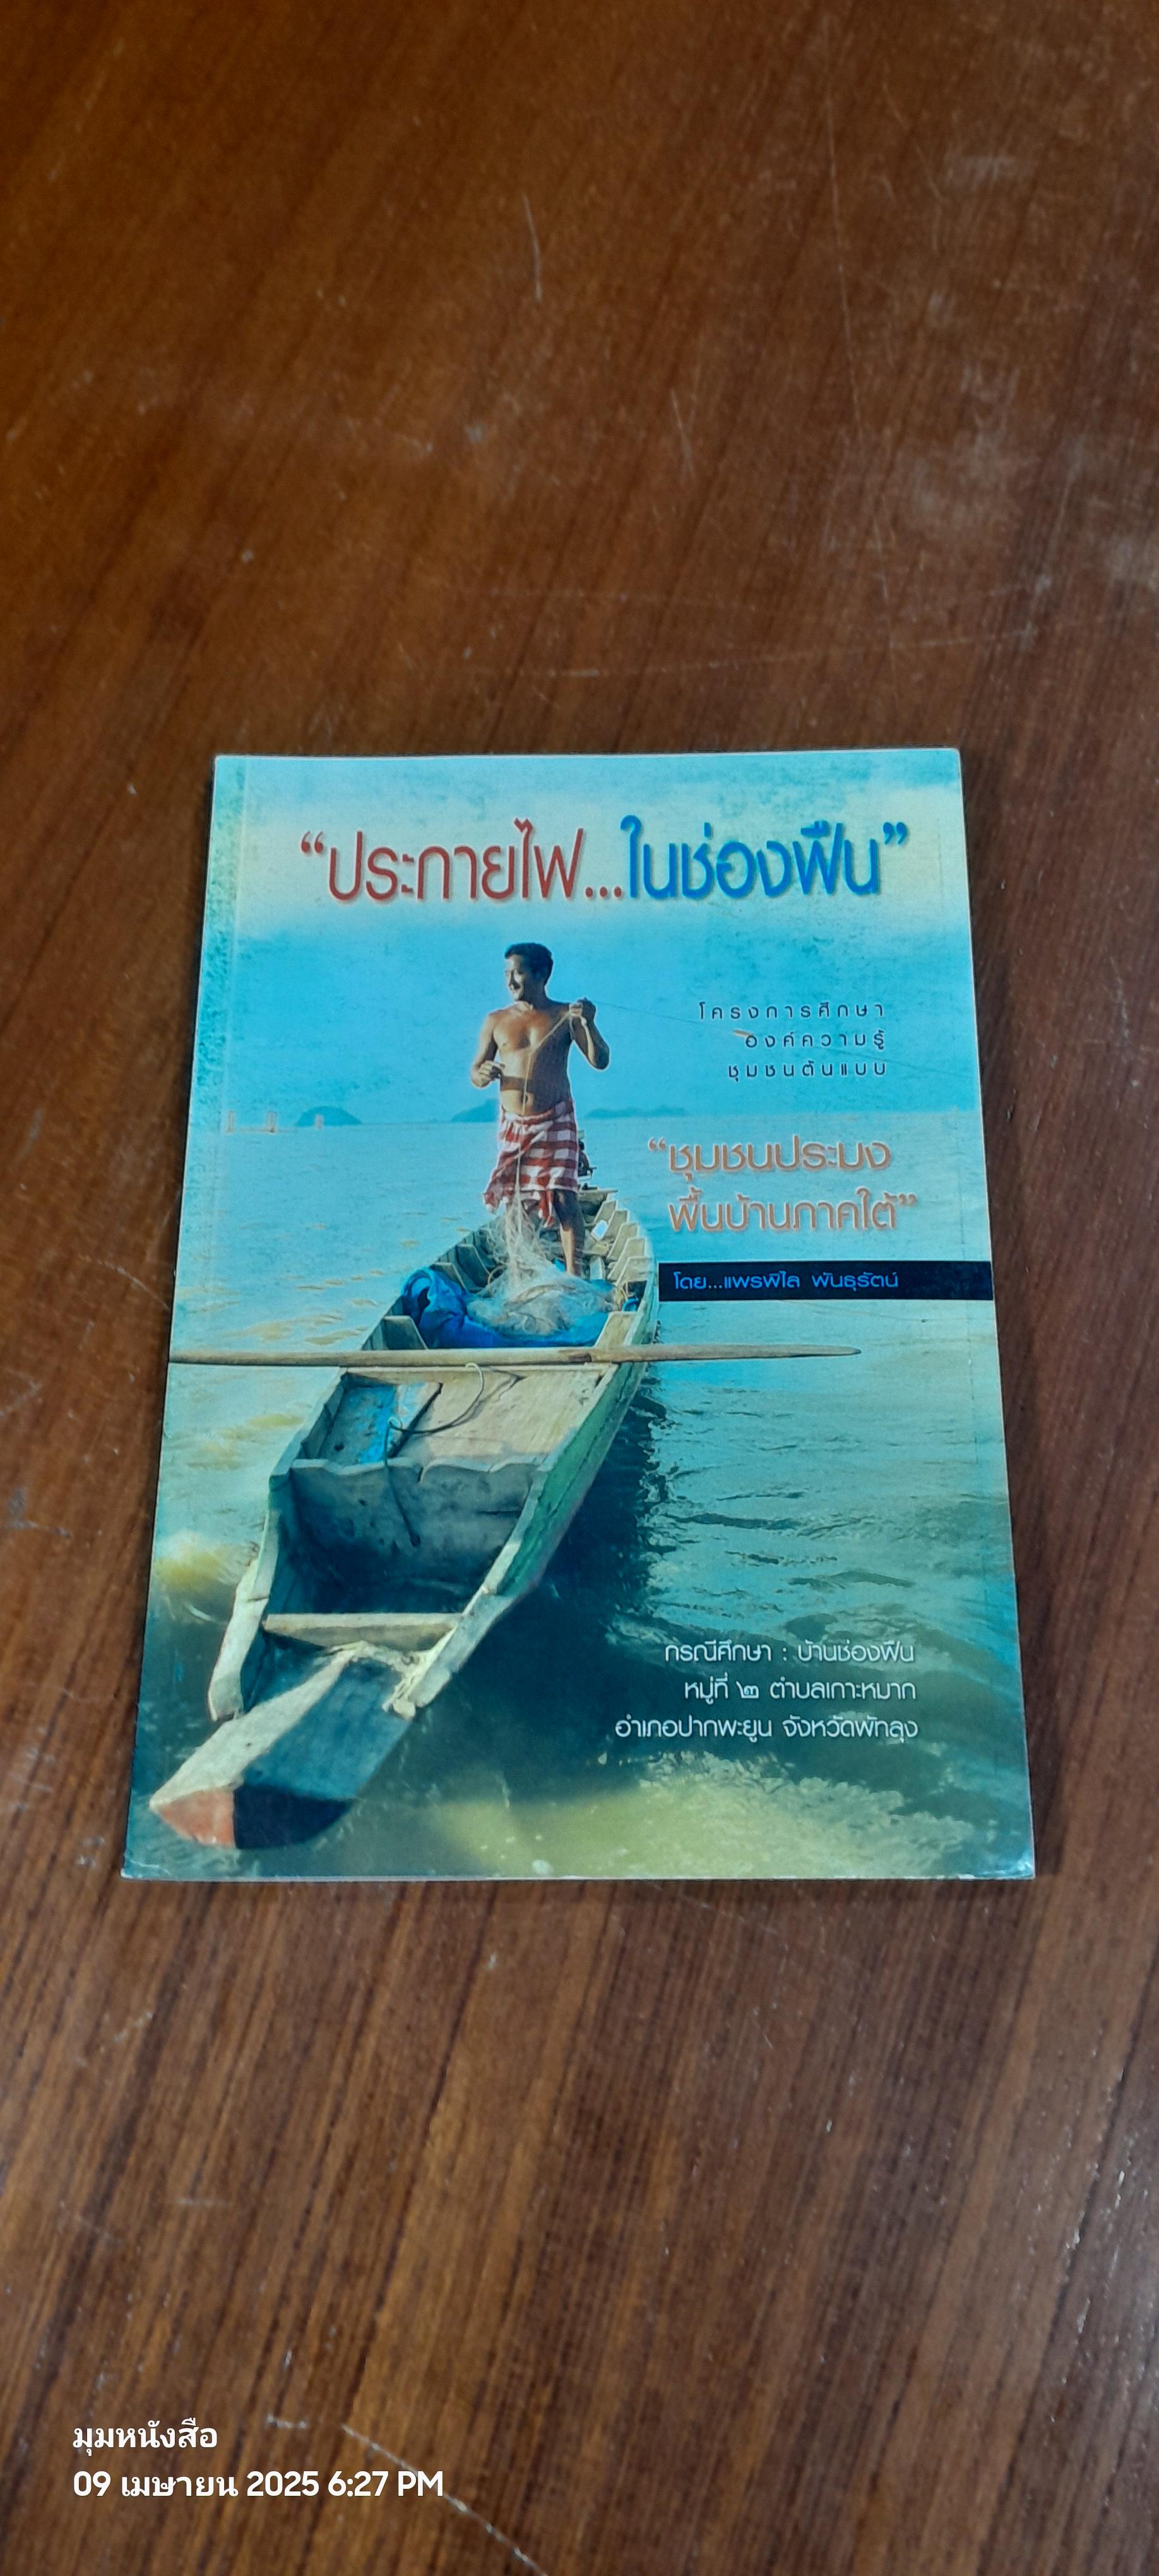 “ประกายไฟ...ในช่องฟืน”
โครงการศึกษา
องค์ความรู้
ชุมชนต้นแบบ
“ชุมชนประมง
พื้นบ้านภาคใต้”
โดย...แพรพิไล พันธุรัตน์
กรณีศึกษา : บ้านช่องฟืน
หมู่ที่ ๒ ตำบลเกาะหมาก
อำเภอปากพะยูน จังหวัดพัทลุง
มุมหนังสือ
09 เมษายน 2025 6:27 PM